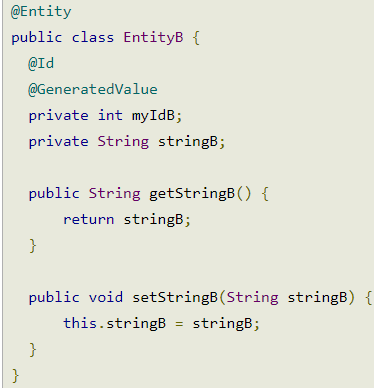 @Entity
public class EntityB {
  @Id
  @GeneratedValue
  private int myIdB;
  private String stringB;

  public String getStringB() {
      return stringB;
  }

  public void setStringB(String stringB) {
      this.stringB = stringB;
  }
}